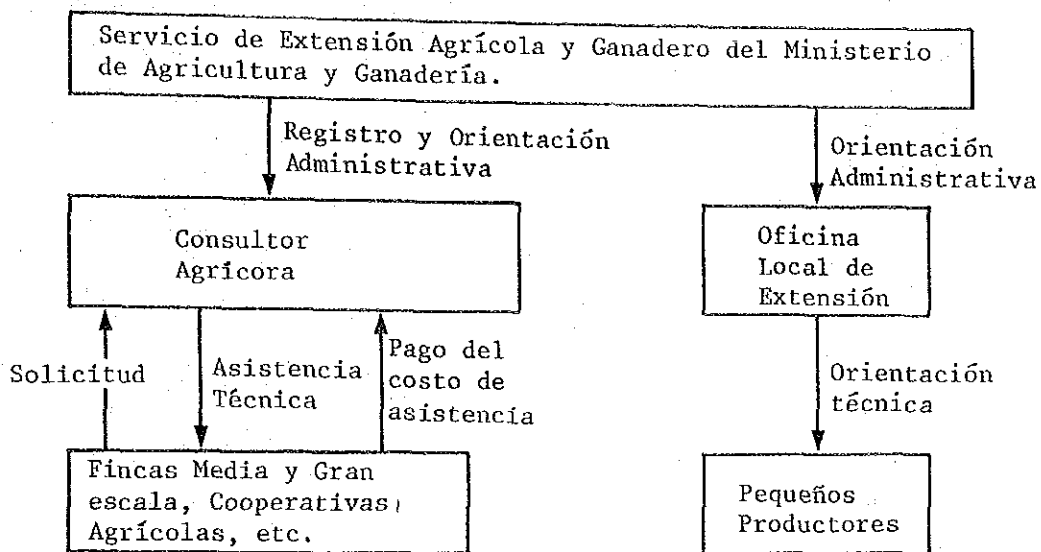 Servicio de Extensión Agrícola y Ganadero del Ministerio
de Agricultura y Ganadería.
Registro y Orientación
Administrativa
Orientación
Administrativa
Consultor
Agrícora
Oficina
Local de
Extensión
Solicitud
Asistencia
Técnica
Pago del
costo de
asistencia
Orientación
técnica
Fincas Media y Gran
escala, Cooperativas
Agrícolas, etc.
Pequeños
Productores